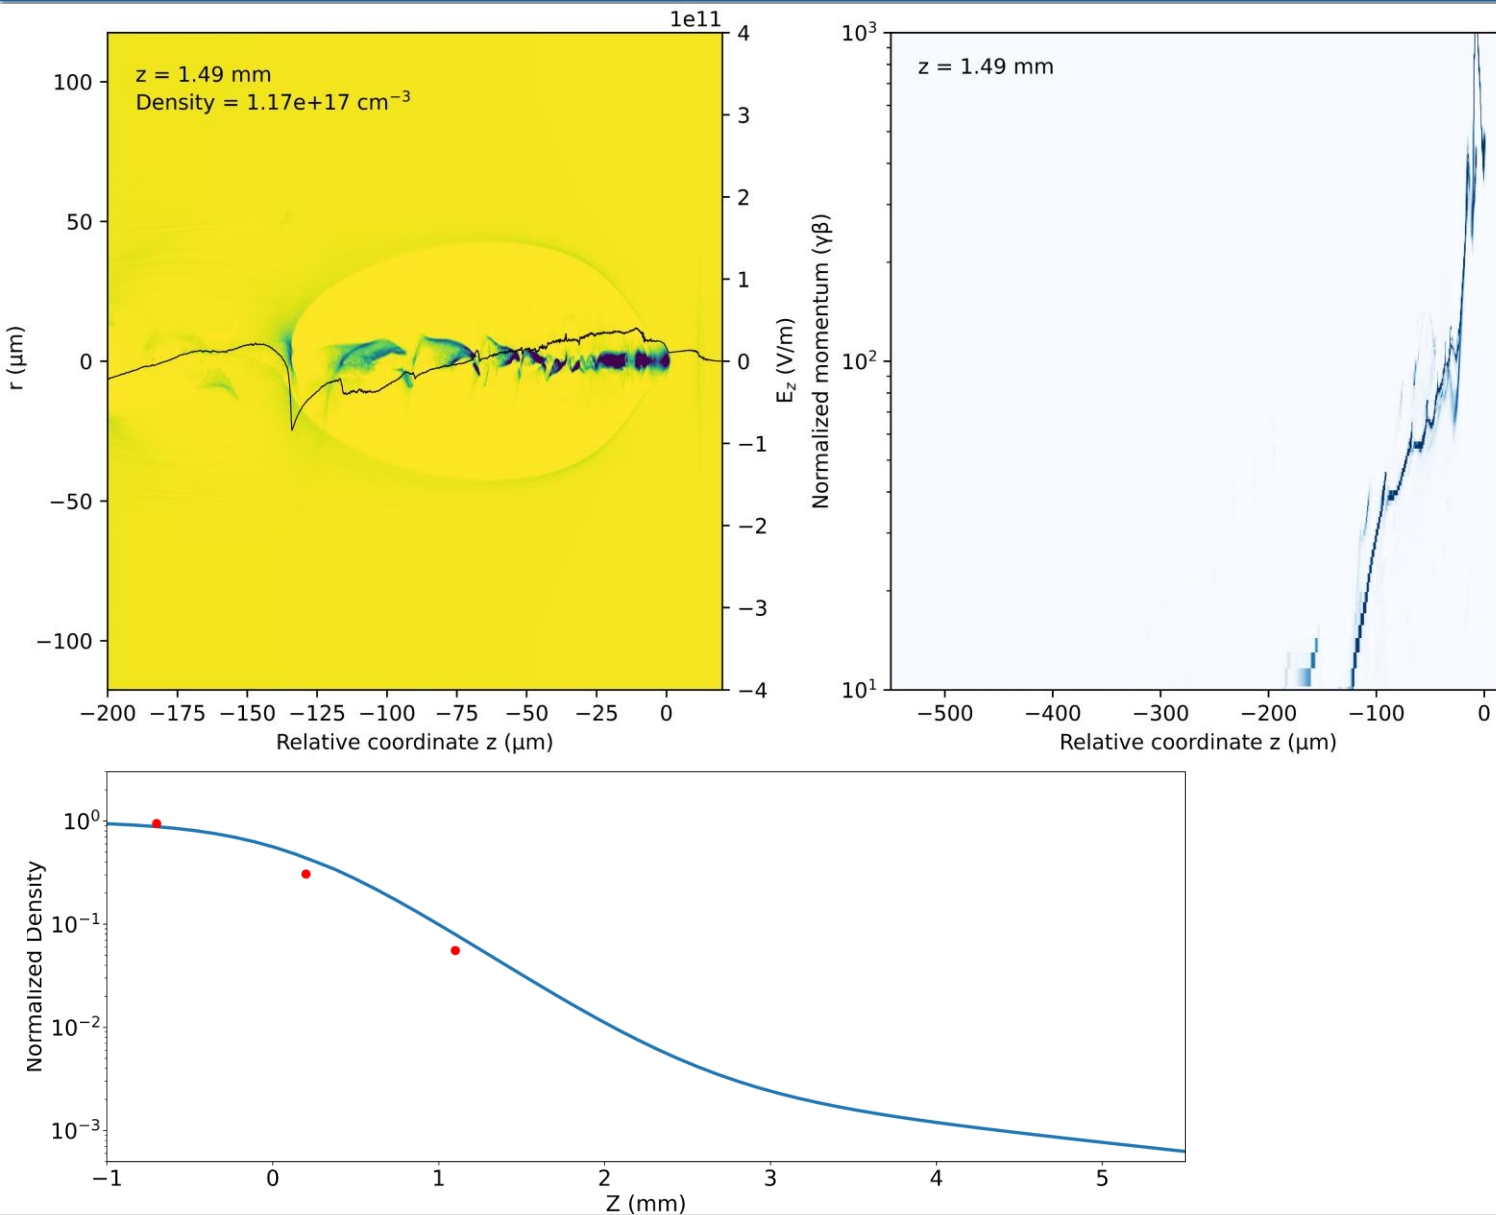 1e11
z = 1.49 mm
Density = 1.17e+17 cm⁻³
100
50
0
−50
−100
r (µm)
4
3
2
1
0
−1
−2
−3
−4
E_z (V/m)
−200 −175 −150 −125 −100 −75 −50 −25 0
Relative coordinate z (µm)
z = 1.49 mm
10³
10²
10¹
Normalized momentum (γβ)
−500 −400 −300 −200 −100 0
Relative coordinate z (µm)
10⁰
10⁻¹
10⁻²
10⁻³
Normalized Density
−1 0 1 2 3 4 5
Z (mm)